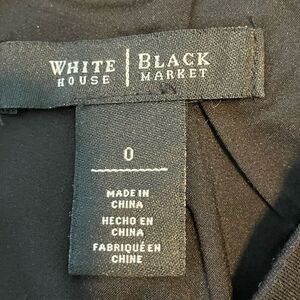 WHITE HOUSE | BLACK MARKET
0
MADE IN
CHINA
HECHO EN
CHINA
FABRIQUÉ EN
CHINE